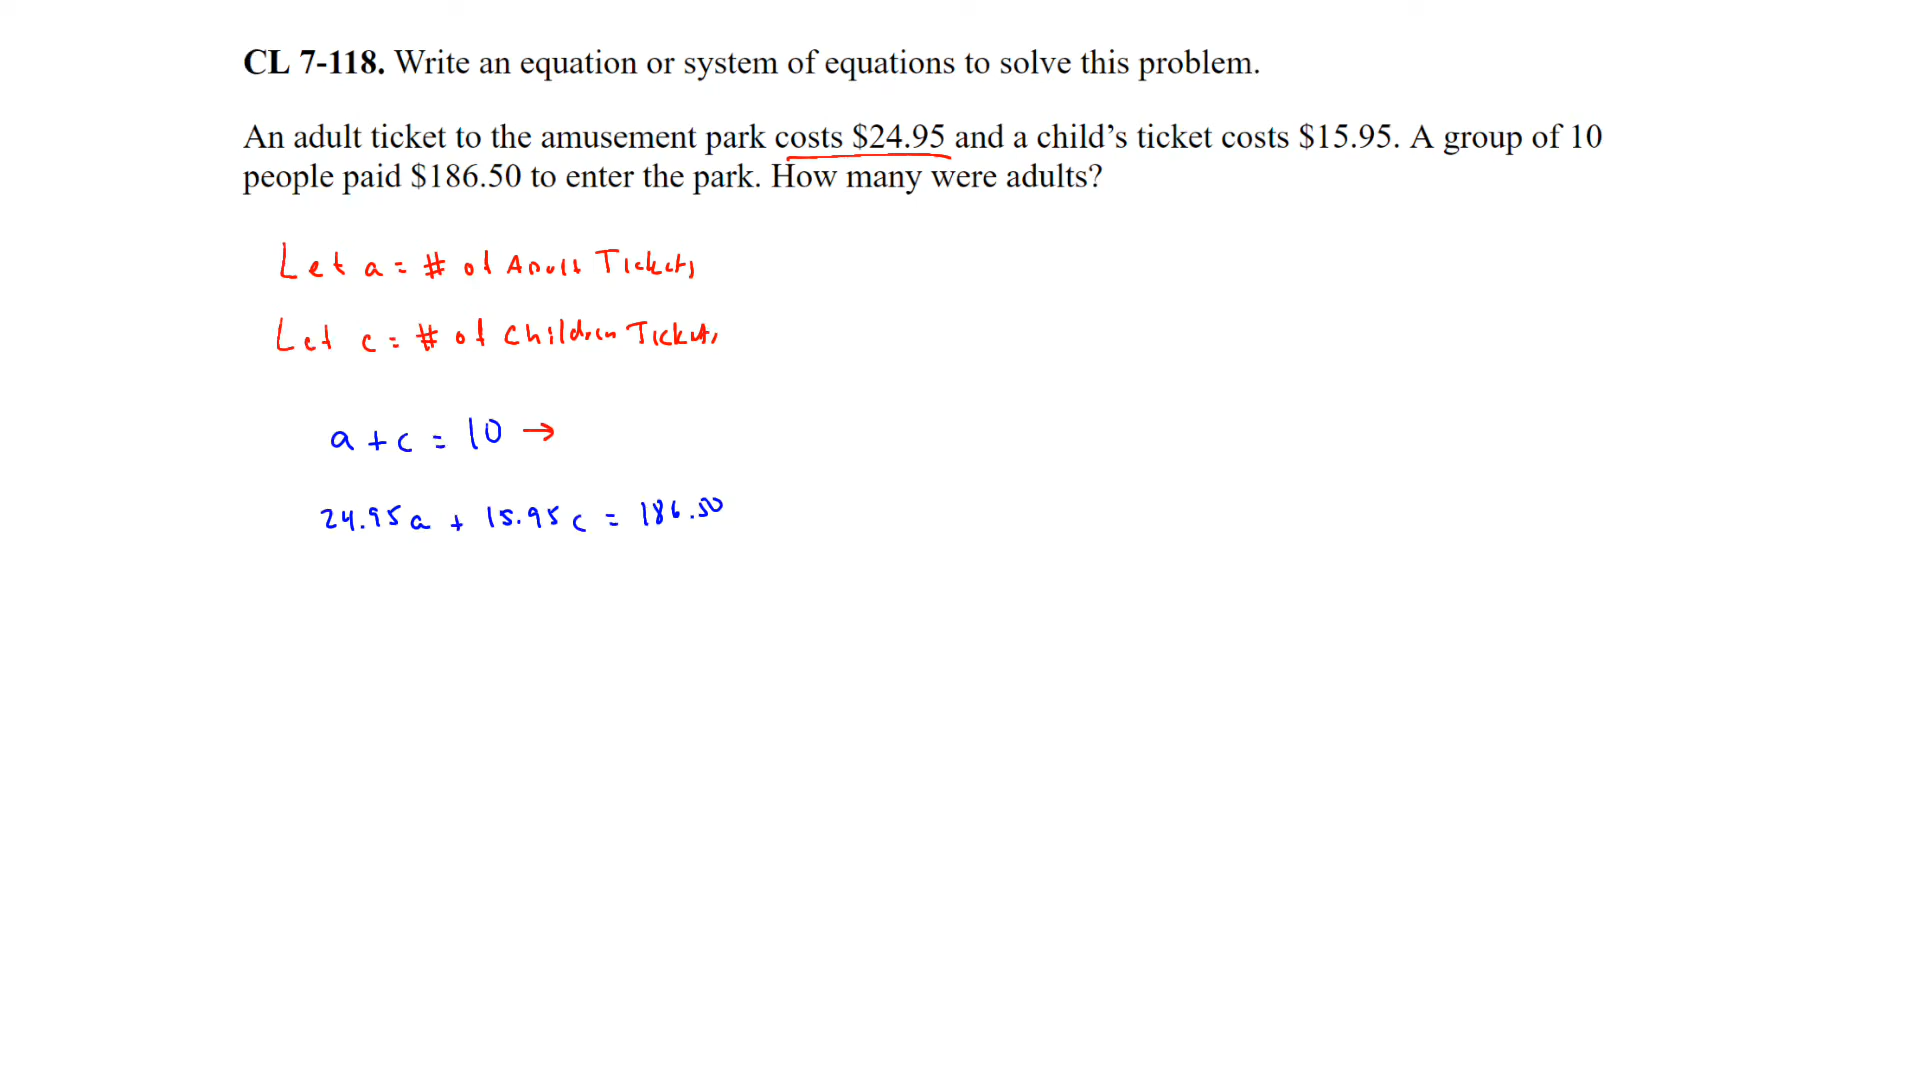 CL 7-118. Write an equation or system of equations to solve this problem.
An adult ticket to the amusement park costs $24.95 and a child’s ticket costs $15.95. A group of 10
people paid $186.50 to enter the park. How many were adults?
Let a = # of Adult Tickets
Let c = # of Children Tickets
a + c = 10 →
24.95a + 15.95c = 186.50